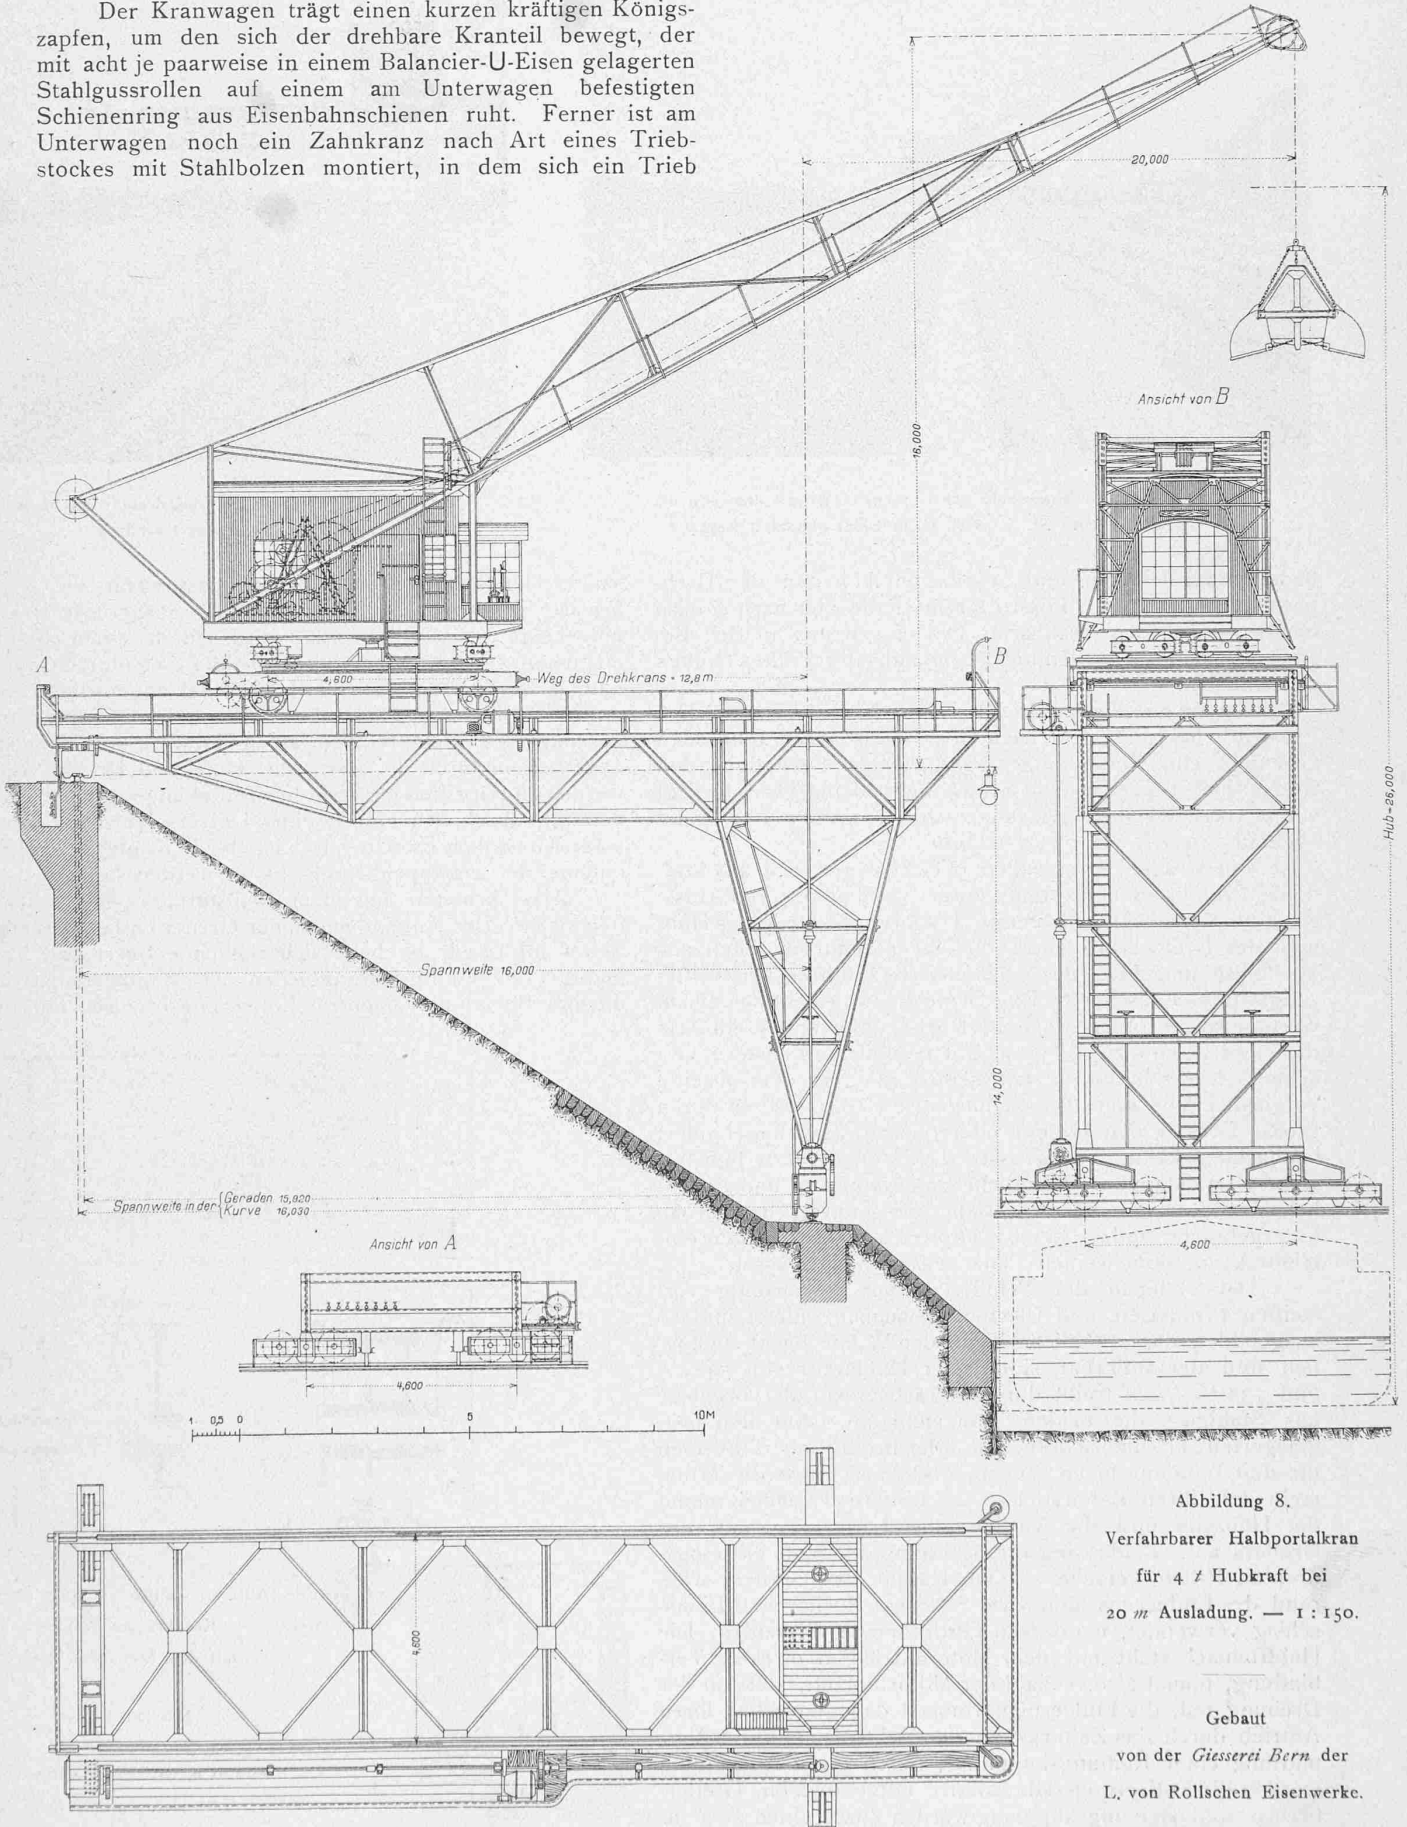 Der Kranwagen trägt einen kurzen kräftigen Königs-
zapfen, um den sich der drehbare Kranteil bewegt, der
mit acht je paarweise in einem Balancier-U-Eisen gelagerten
Stahlgussrollen auf einem am Unterwagen befestigten
Schienenring aus Eisenbahnschienen ruht. Ferner ist am
Unterwagen noch ein Zahnkranz nach Art eines Trieb-
stockes mit Stahlbolzen montiert, in dem sich ein Trieb
20,000
Ansicht von B
16,000
A
B
4,600
Weg des Drehkrans = 12,8 m
Hub = 26,000
Spannweite 16,000
14,000
Spannweite in der { Geraden 15,820
Kurve 16,030
4,600
Ansicht von A
4,600
1 0,5 0 5 10M
4,600
Abbildung 8.
Verfahrbarer Halbportalkran
für 4 t Hubkraft bei
20 m Ausladung. — 1 : 150.
Gebaut
von der Giesserei Bern der
L. von Rollschen Eisenwerke.